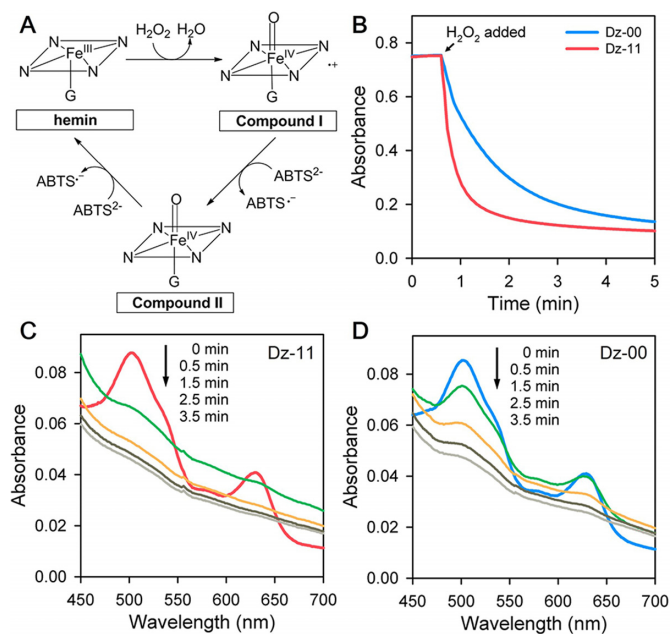 A
O
N N
Fe^III
N N
G
hemin
H2O2 H2O
N N
Fe^IV
N N
•+
G
Compound I
ABTS•−
ABTS2-
ABTS2-
ABTS•−
O
N N
Fe^IV
N N
G
Compound II
B
H2O2 added
Dz-00
Dz-11
Absorbance
0.8
0.6
0.4
0.2
0.0
0 1 2 3 4 5
Time (min)
C
Dz-11
0 min
0.5 min
1.5 min
2.5 min
3.5 min
Absorbance
0.08
0.06
0.04
0.02
0.00
450 500 550 600 650 700
Wavelength (nm)
D
Dz-00
0 min
0.5 min
1.5 min
2.5 min
3.5 min
Absorbance
0.08
0.06
0.04
0.02
0.00
450 500 550 600 650 700
Wavelength (nm)